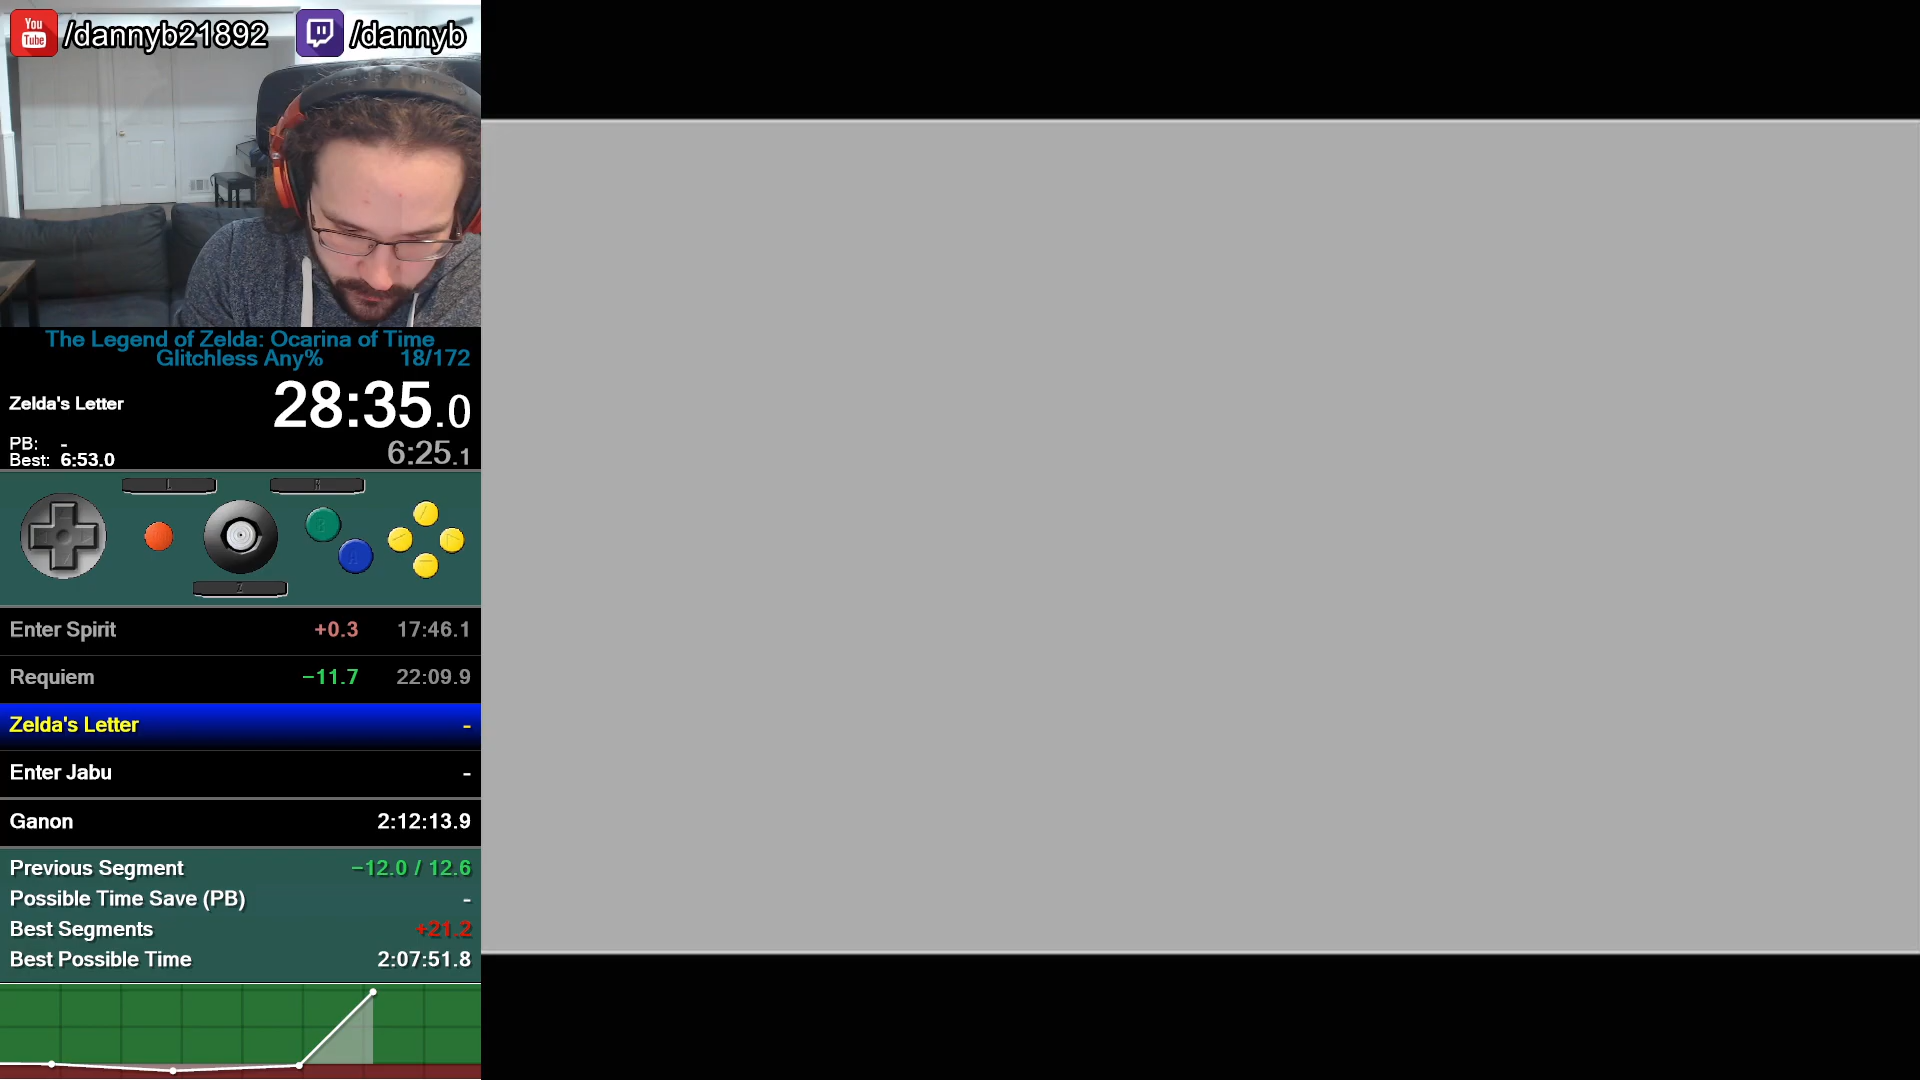 You
Tube
/dannyb21892
/dannyb
The Legend of Zelda: Ocarina of Time
Glitchless Any%
18/172
Zelda's Letter
28:35.0
PB: -
6:25.1
Best: 6:53.0
L
R
B
A
Z
Enter Spirit +0.3 17:46.1
Requiem −11.7 22:09.9
Zelda's Letter -
Enter Jabu -
Ganon 2:12:13.9
Previous Segment −12.0 / 12.6
Possible Time Save (PB) -
Best Segments +21.2
Best Possible Time 2:07:51.8